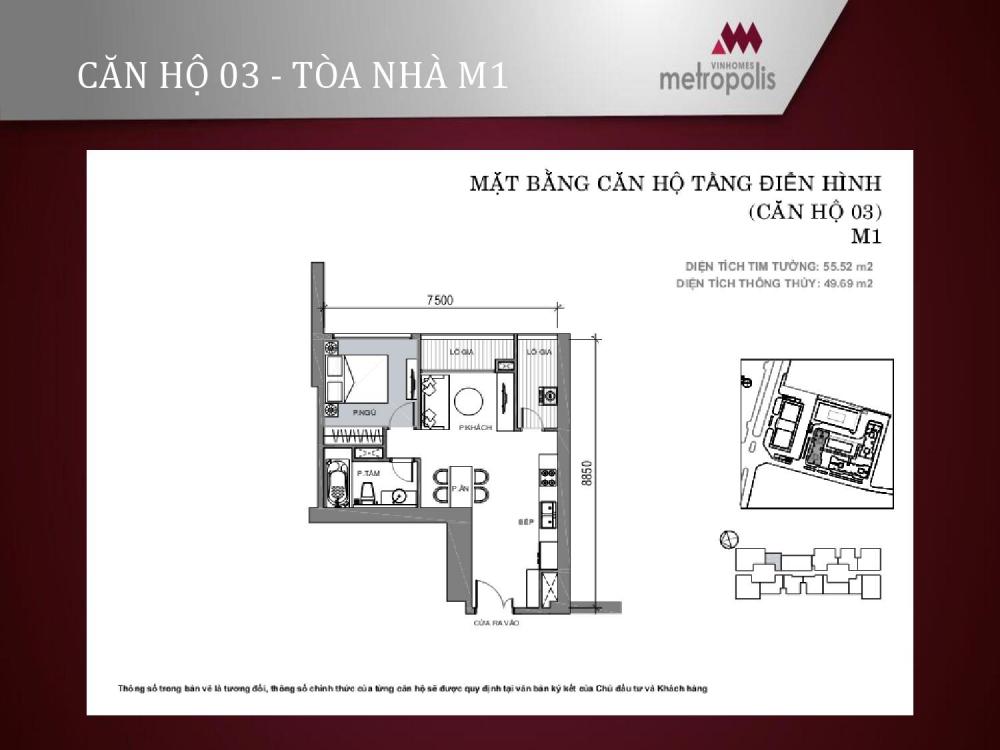 CĂN HỘ 03 - TÒA NHÀ M1
VINHOMES
metropolis
MẶT BẰNG CĂN HỘ TẦNG ĐIỂN HÌNH
(CĂN HỘ 03)
M1
DIỆN TÍCH TIM TƯỜNG: 55.52 m2
DIỆN TÍCH THÔNG THỦY: 49.69 m2
7500
LÔ GIA
LÔ GIA
P.NGỦ
P.KHÁCH
P.TẮM
P.ĂN
8850
BẾP
CỬA RA VÀO
Thông số trong bản vẽ là tương đối, thông số chính thức của từng căn hộ sẽ được quy định tại văn bản ký kết của Chủ đầu tư và Khách hàng